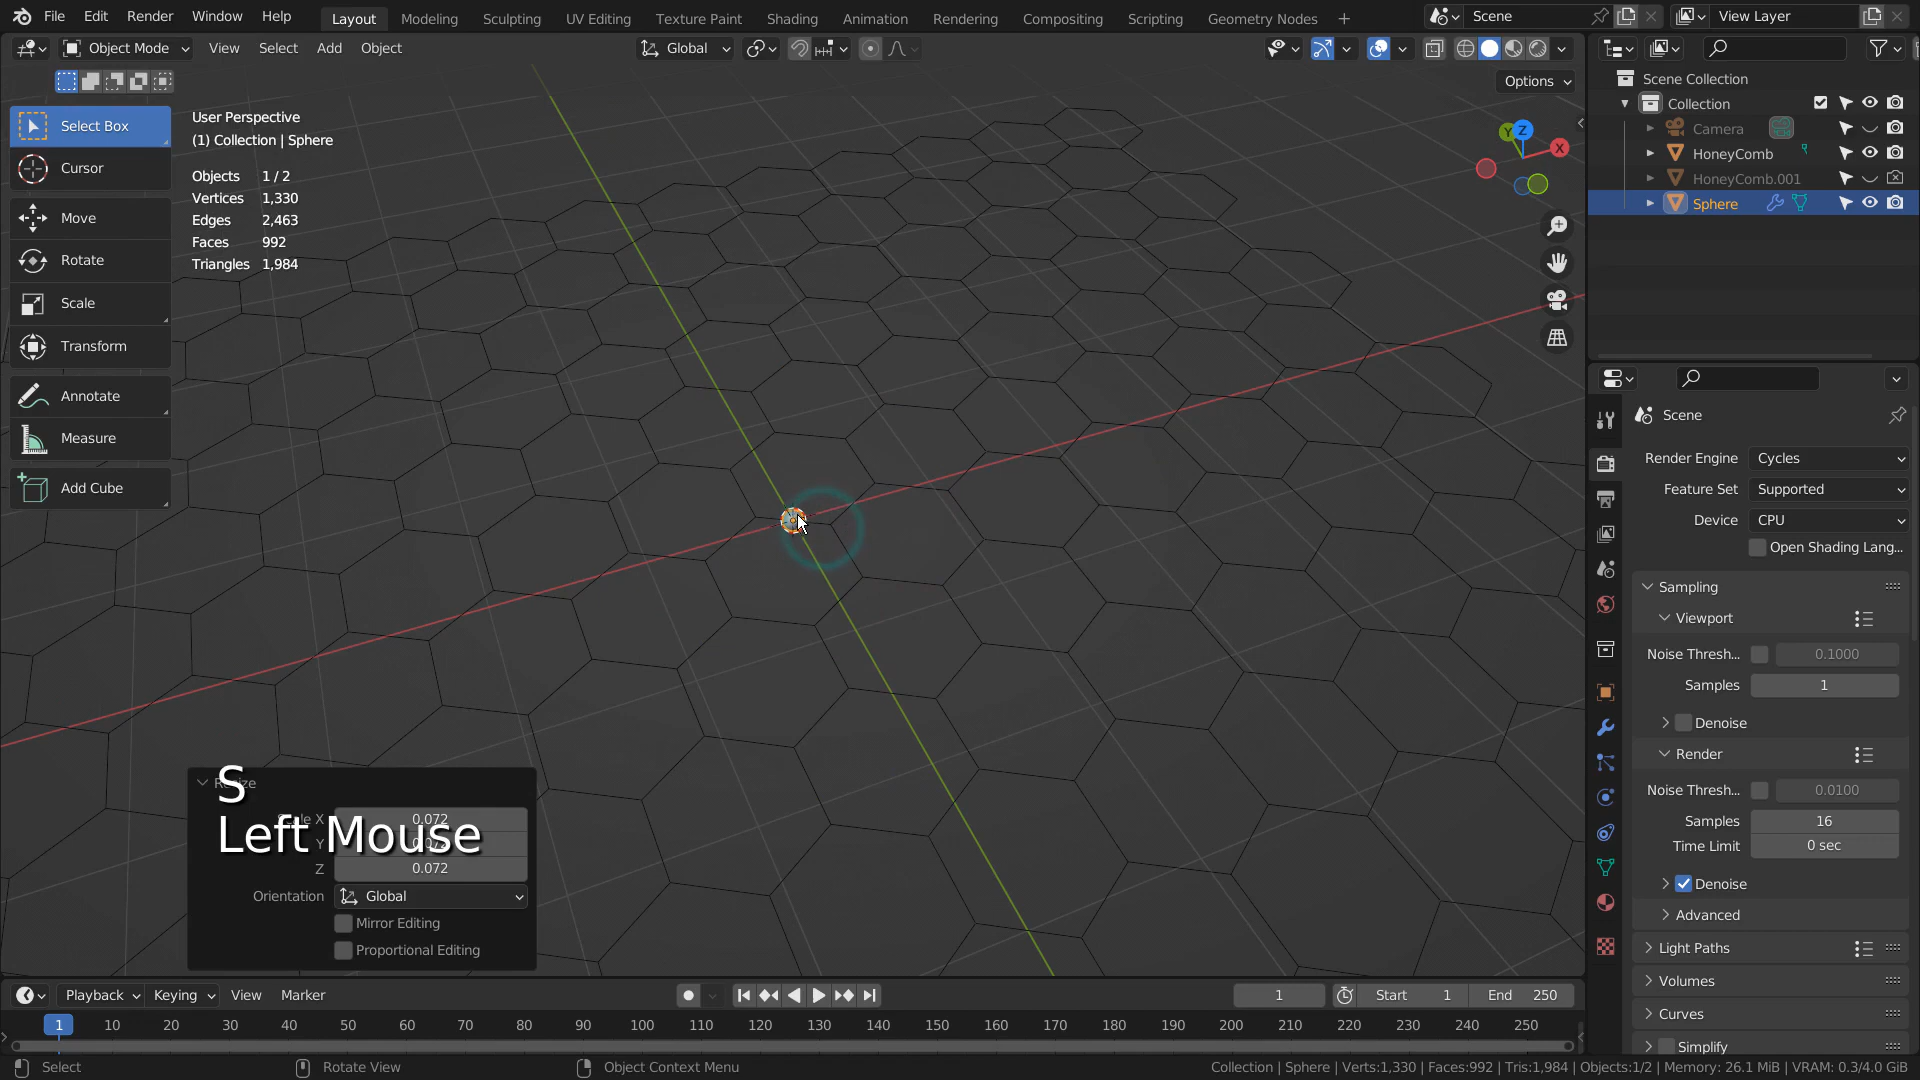 File Edit Render Window Help Layout Modeling Sculpting UV Editing Texture Paint Shading Animation Rendering Compositing Scripting Geometry Nodes + Scene View Layer
Object Mode View Select Add Object Global
Options
Select Box
Cursor
Move
Rotate
Scale
Transform
Annotate
Measure
Add Cube
User Perspective
(1) Collection | Sphere
Objects 1 / 2
Vertices 1,330
Edges 2,463
Faces 992
Triangles 1,984
Y Z X
Scene Collection
Collection
Camera
HoneyComb
HoneyComb.001
Sphere
Scene
Render Engine Cycles
Feature Set Supported
Device CPU
Open Shading Lang...
Sampling
Viewport
Noise Thresh... 0.1000
Samples 1
Denoise
Render
Noise Thresh... 0.0100
Samples 16
Time Limit 0 sec
Denoise
Advanced
Light Paths
Volumes
Curves
Simplify
S
Left Mouse
0.072
Y
Z 0.072
Orientation Global
Mirror Editing
Proportional Editing
Playback Keying View Marker 1 Start 1 End 250
1 10 20 30 40 50 60 70 80 90 100 110 120 130 140 150 160 170 180 190 200 210 220 230 240 250
Select Rotate View Object Context Menu Collection | Sphere | Verts:1,330 | Faces:992 | Tris:1,984 | Objects:1/2 | Memory: 26.1 MiB | VRAM: 0.3/4.0 GiB